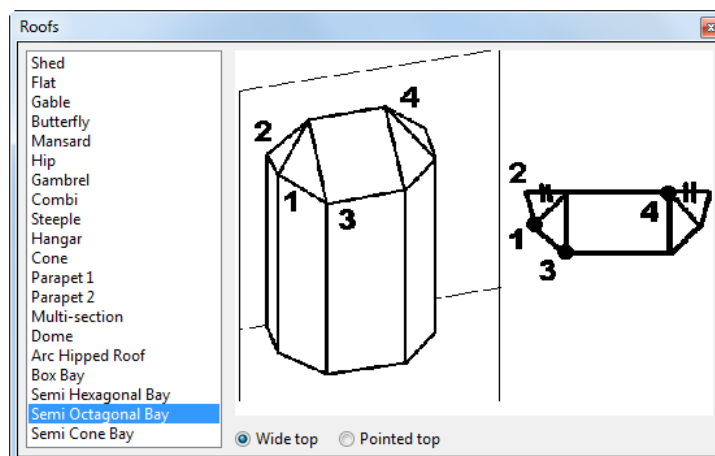 Roofs
x
Shed
Flat
Gable
Butterfly
Mansard
Hip
Gambrel
Combi
Steeple
Hangar
Cone
Parapet 1
Parapet 2
Multi-section
Dome
Arc Hipped Roof
Box Bay
Semi Hexagonal Bay
Semi Octagonal Bay
Semi Cone Bay
4
2
1
3
2
4
1
3
Wide top
Pointed top